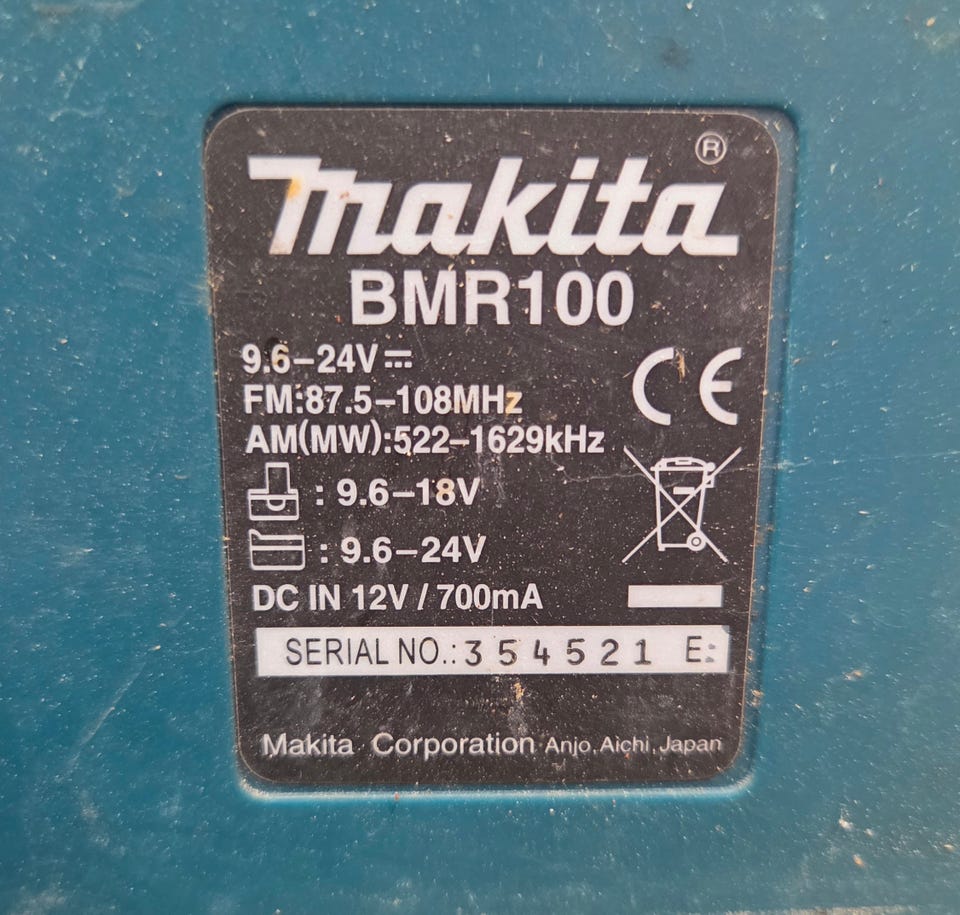 makita ®
BMR100
9.6–24V⎓
FM:87.5–108MHz
AM(MW):522–1629kHz
CE
: 9.6–18V
: 9.6–24V
DC IN 12V / 700mA
SERIAL NO.:354521 E:
Makita Corporation Anjo, Aichi, Japan